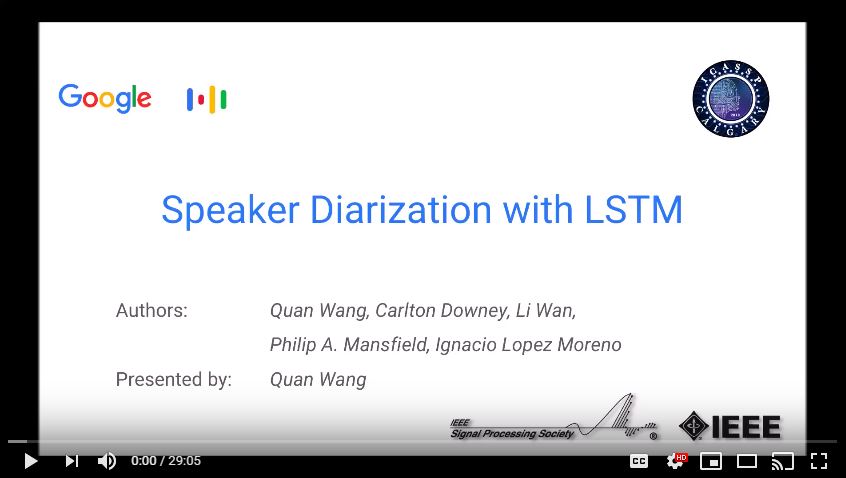 Google
ICASSP
CALGARY
2018
Speaker Diarization with LSTM
Authors: Quan Wang, Carlton Downey, Li Wan,
Philip A. Mansfield, Ignacio Lopez Moreno
Presented by: Quan Wang
IEEE
Signal Processing Society
®
IEEE
0:00 / 29:05
CC
HD